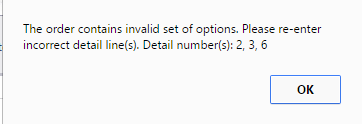 The order contains invalid set of options. Please re-enter
incorrect detail line(s). Detail number(s): 2, 3, 6
OK